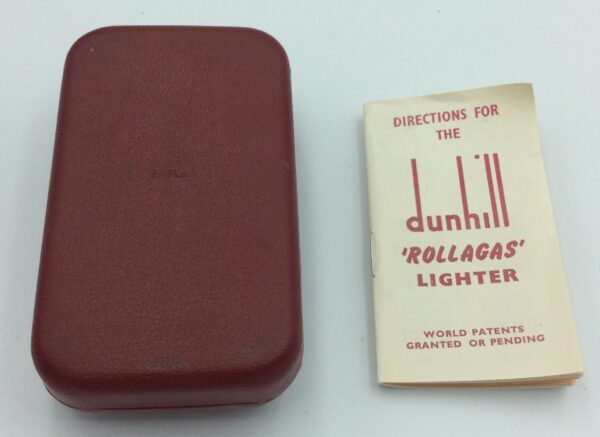 DIRECTIONS FOR
THE
dunhill
'ROLLAGAS'
LIGHTER
WORLD PATENTS
GRANTED OR PENDING